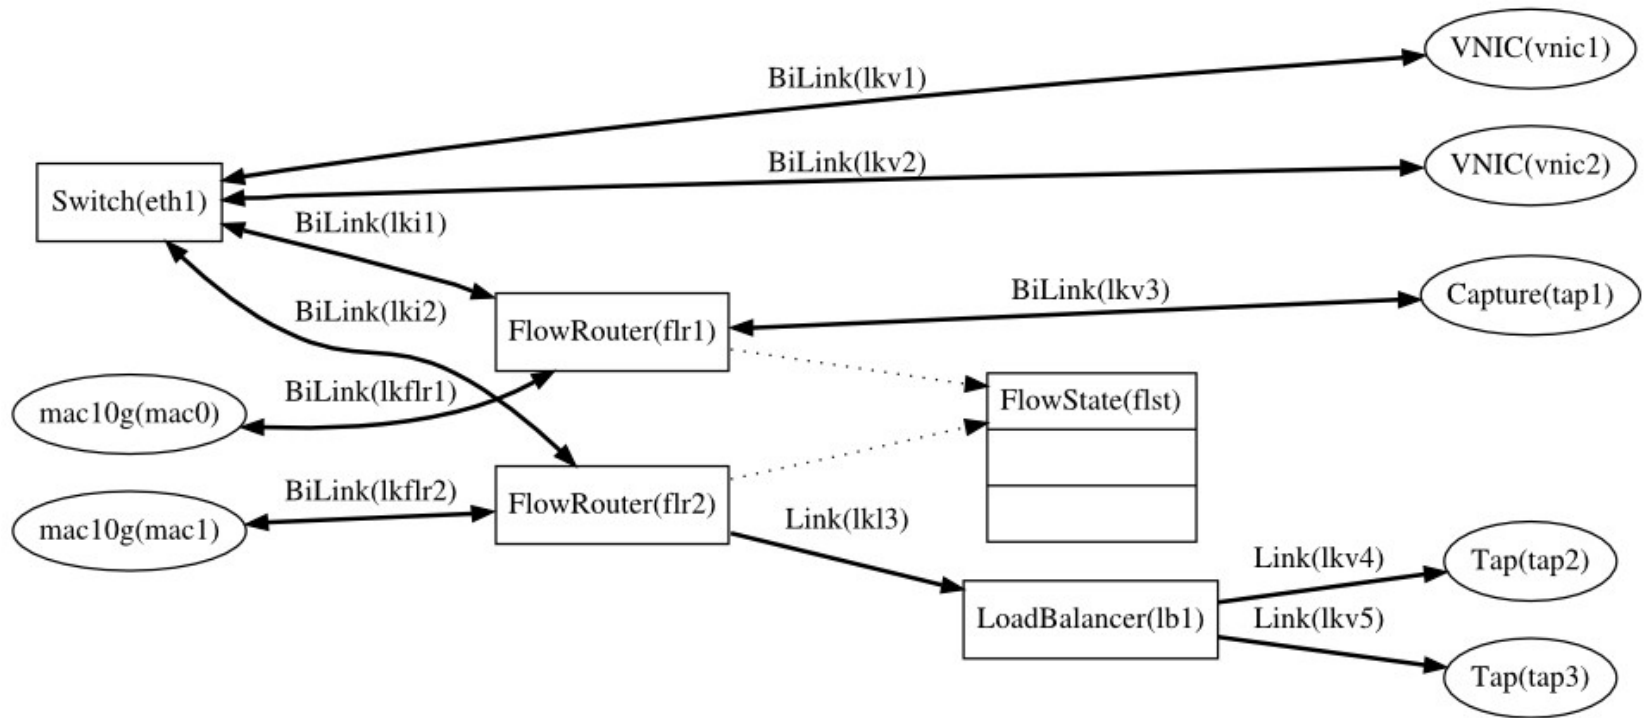 VNIC(vnic1)
BiLink(lkv1)
BiLink(lkv2)
VNIC(vnic2)
Switch(eth1)
BiLink(lki1)
BiLink(lkv3)
Capture(tap1)
BiLink(lki2)
FlowRouter(flr1)
BiLink(lkflr1)
mac10g(mac0)
FlowState(flst)
BiLink(lkflr2)
FlowRouter(flr2)
mac10g(mac1)
Link(lkl3)
Link(lkv4)
Tap(tap2)
LoadBalancer(lb1)
Link(lkv5)
Tap(tap3)